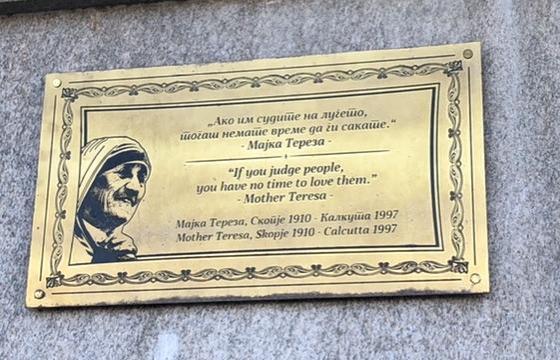 „Ако им судите на луѓето,
тогаш немате време да ги сакате.“
- Мајка Тереза -
“If you judge people,
you have no time to love them.”
- Mother Teresa -
Мајка Тереза, Скопје 1910 - Калкута 1997
Mother Teresa, Skopje 1910 - Calcutta 1997